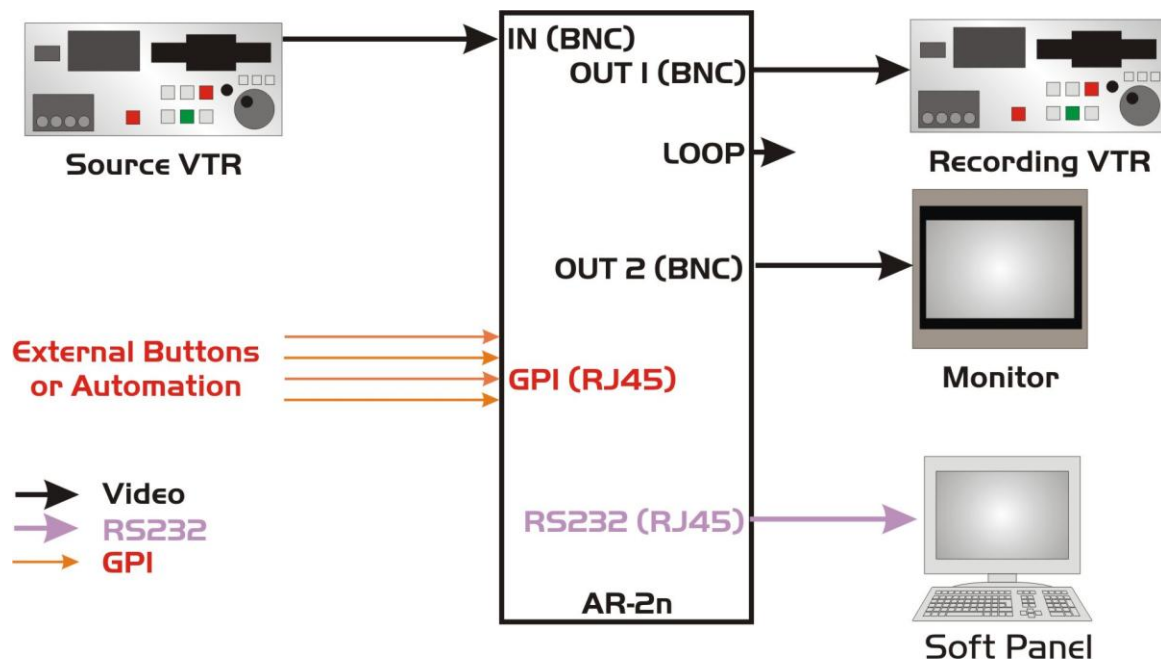 IN (BNC)
OUT 1 (BNC)
Source VTR
LOOP
Recording VTR
OUT 2 (BNC)
External Buttons
or Automation
GPI (RJ45)
Monitor
Video
RS232
GPI
RS232 (RJ45)
AR-2n
Soft Panel